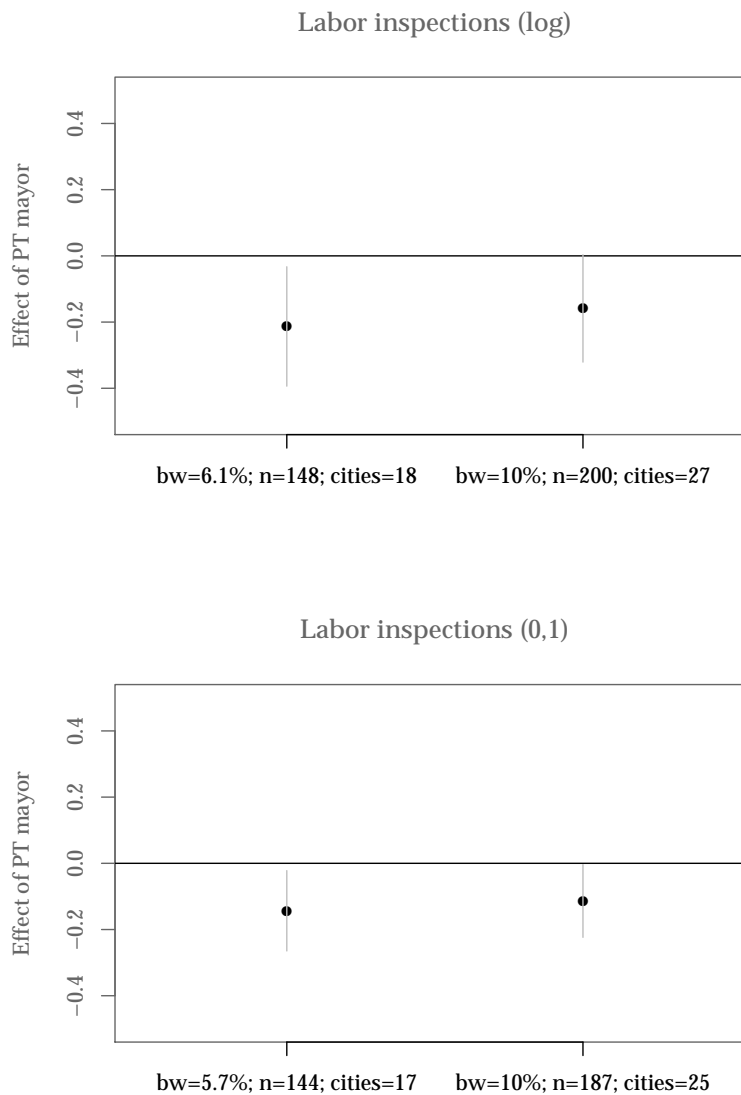 Labor inspections (log)
Effect of PT mayor
0.4
0.2
0.0
−0.2
−0.4
bw=6.1%; n=148; cities=18 bw=10%; n=200; cities=27
Labor inspections (0,1)
Effect of PT mayor
0.4
0.2
0.0
−0.2
−0.4
bw=5.7%; n=144; cities=17 bw=10%; n=187; cities=25